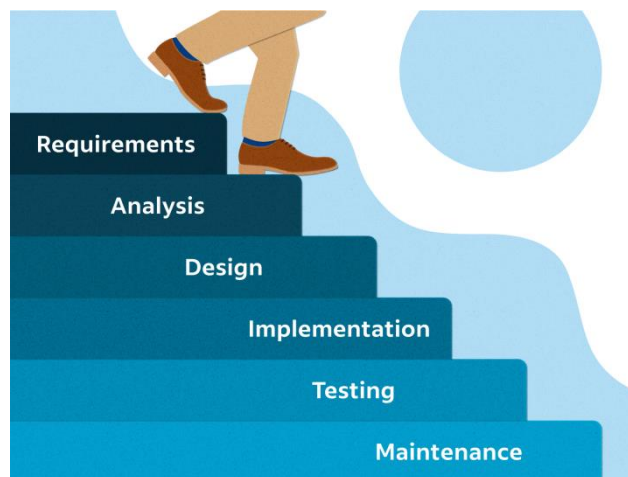 Requirements
Analysis
Design
Implementation
Testing
Maintenance